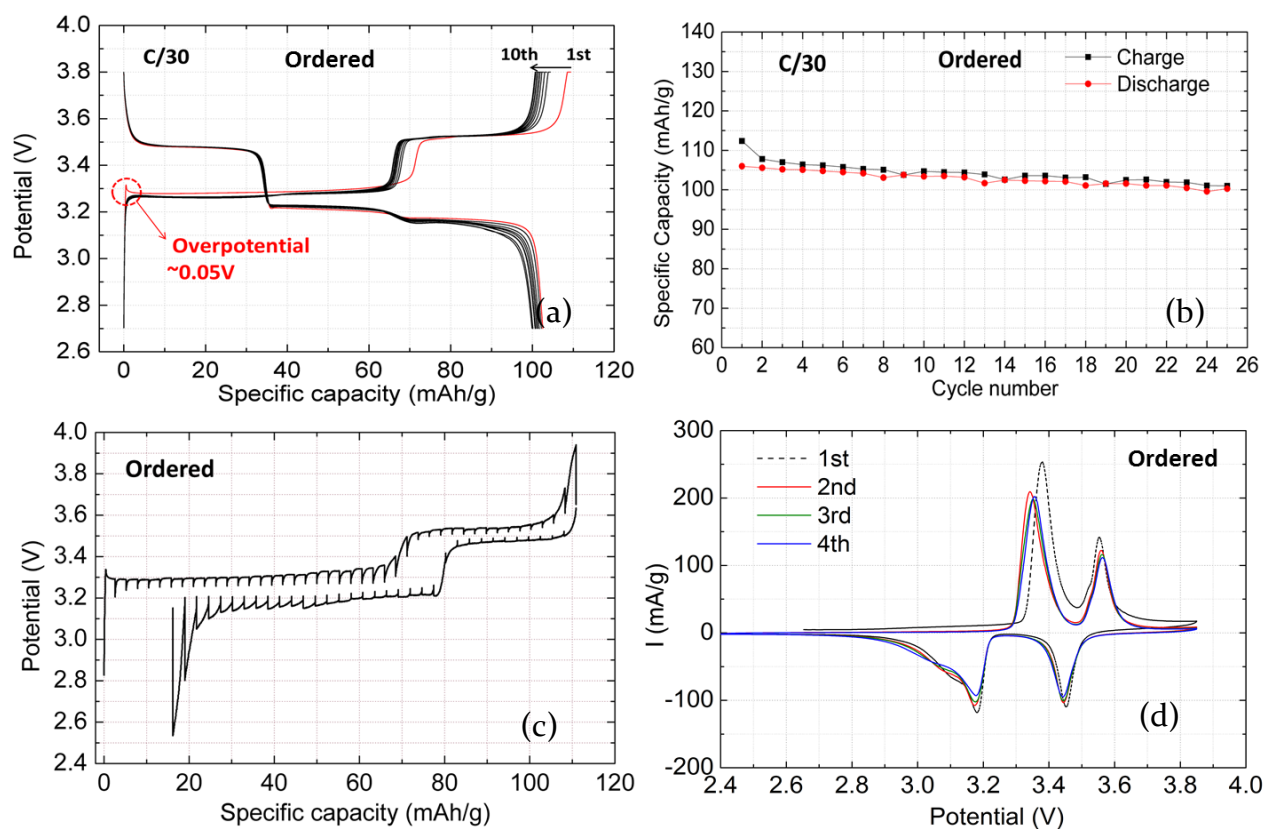 4.0
3.8
3.6
3.4
3.2
3.0
2.8
2.6
Potential (V)
C/30
Ordered
10th
1st
Overpotential
~0.05V
(a)
0
20
40
60
80
100
120
Specific capacity (mAh/g)
140
130
120
110
100
90
80
70
60
Specific Capacity (mAh/g)
C/30
Ordered
Charge
Discharge
(b)
0
2
4
6
8
10
12
14
16
18
20
22
24
26
Cycle number
4.0
3.8
3.6
3.4
3.2
3.0
2.8
2.6
2.4
Potential (V)
Ordered
(c)
0
20
40
60
80
100
120
Specific capacity (mAh/g)
300
200
100
0
-100
-200
I (mA/g)
1st
2nd
3rd
4th
Ordered
(d)
2.4
2.6
2.8
3.0
3.2
3.4
3.6
3.8
4.0
Potential (V)